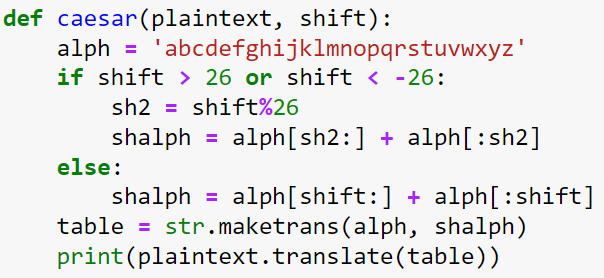 def caesar(plaintext, shift):
    alph = 'abcdefghijklmnopqrstuvwxyz'
    if shift > 26 or shift < -26:
        sh2 = shift%26
        shalph = alph[sh2:] + alph[:sh2]
    else:
        shalph = alph[shift:] + alph[:shift]
    table = str.maketrans(alph, shalph)
    print(plaintext.translate(table))